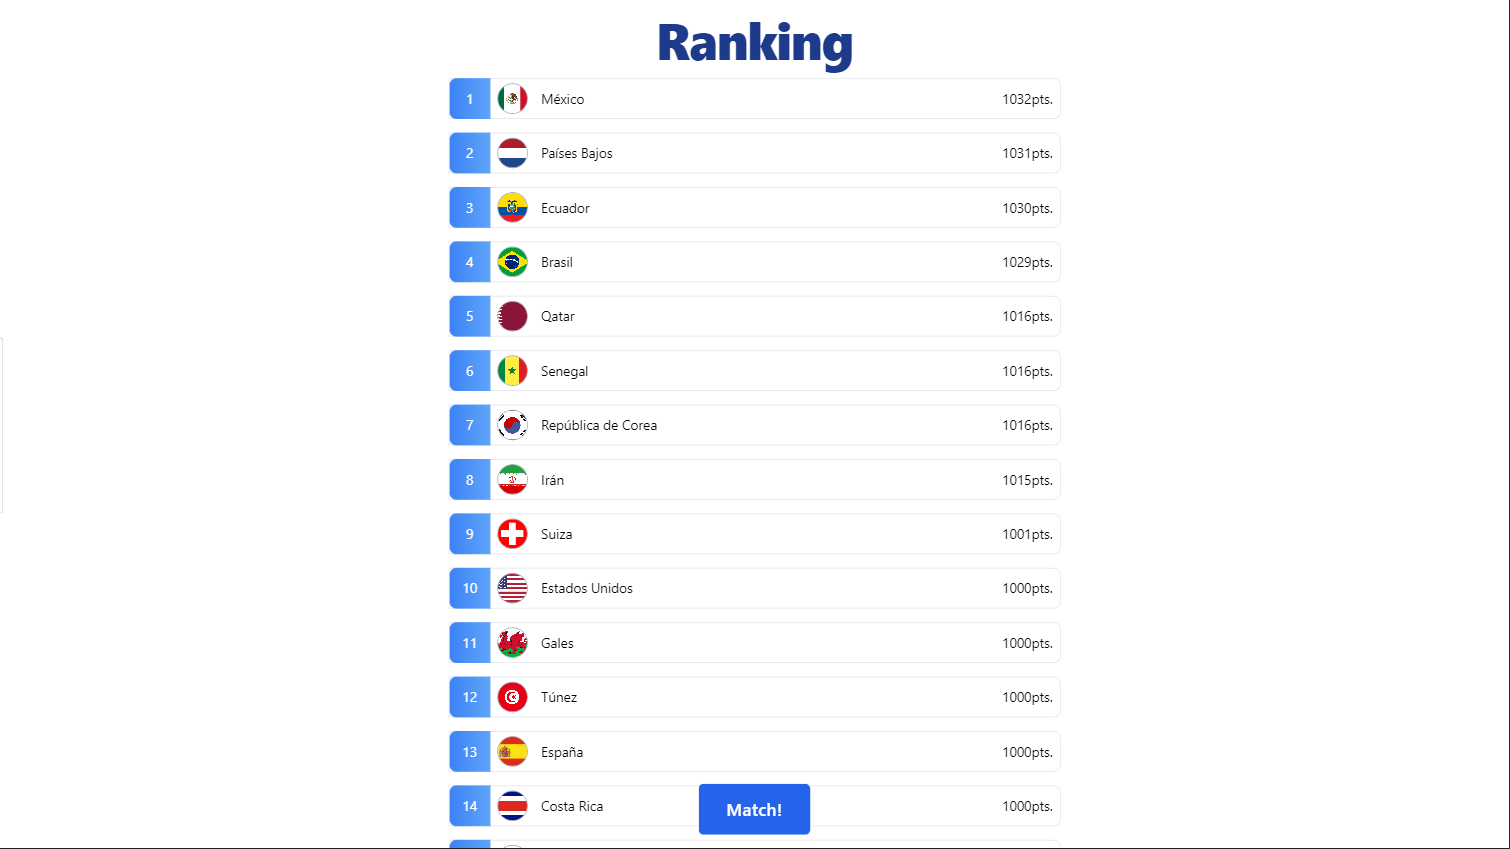 Ranking
1 México 1032pts.
2 Países Bajos 1031pts.
3 Ecuador 1030pts.
4 Brasil 1029pts.
5 Qatar 1016pts.
6 Senegal 1016pts.
7 República de Corea 1016pts.
8 Irán 1015pts.
9 Suiza 1001pts.
10 Estados Unidos 1000pts.
11 Gales 1000pts.
12 Túnez 1000pts.
13 España 1000pts.
14 Costa Rica 1000pts.
Match!